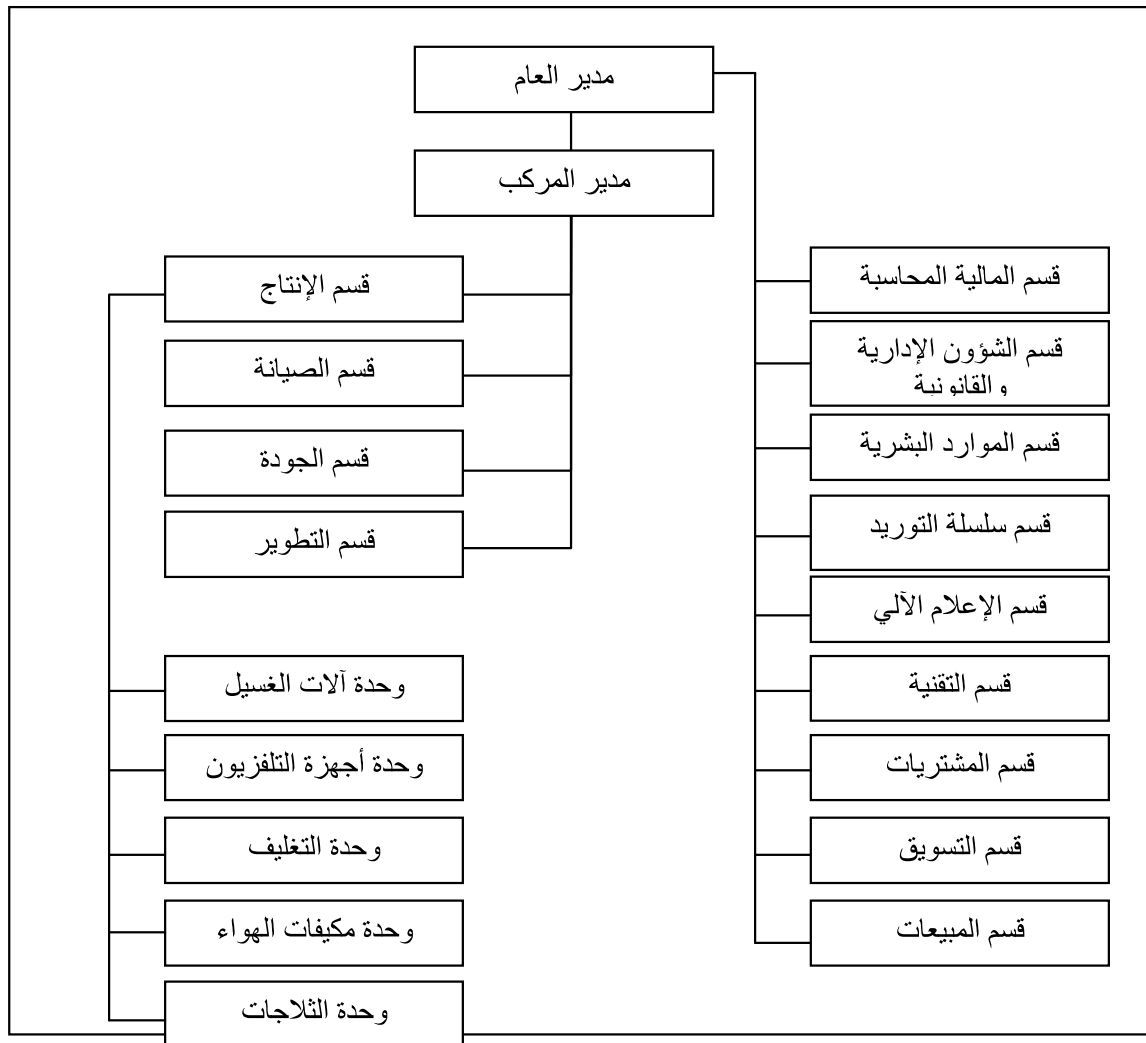 مدير العام
مدير المركب
قسم المالية المحاسبة
قسم الشؤون الإدارية
والقانونية
قسم الموارد البشرية
قسم سلسلة التوريد
قسم الإعلام الآلي
قسم التقنية
قسم المشتريات
قسم التسويق
قسم المبيعات
قسم الإنتاج
قسم الصيانة
قسم الجودة
قسم التطوير
وحدة آلات الغسيل
وحدة أجهزة التلفزيون
وحدة التغليف
وحدة مكيفات الهواء
وحدة الثلاجات